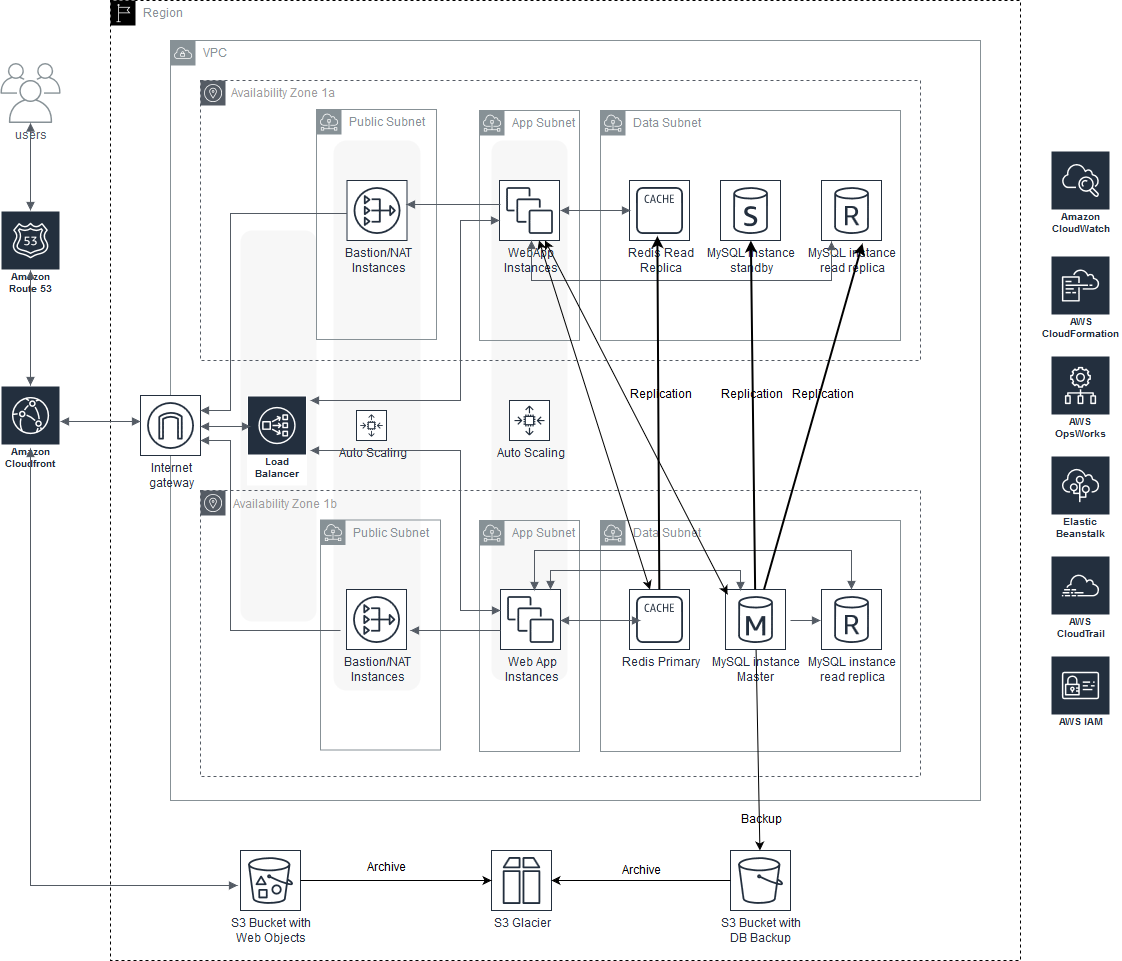 Region
VPC
Availability Zone 1a
Public Subnet
App Subnet
Data Subnet
users
CACHE
S
R
Bastion/NAT
Instances
WebApp
Instances
Redis Read
Replica
MySQL instance
standby
MySQL instance
read replica
53
Amazon
Route 53
Amazon
Cloudfront
Internet
gateway
Load
Balancer
Auto Scaling
Auto Scaling
Replication
Replication
Replication
Availability Zone 1b
Public Subnet
App Subnet
Data Subnet
CACHE
M
R
Bastion/NAT
Instances
Web App
Instances
Redis Primary
MySQL instance
Master
MySQL instance
read replica
Backup
Archive
Archive
S3 Bucket with
Web Objects
S3 Glacier
S3 Bucket with
DB Backup
Amazon
CloudWatch
AWS
CloudFormation
AWS
OpsWorks
Elastic
Beanstalk
AWS
CloudTrail
AWS IAM